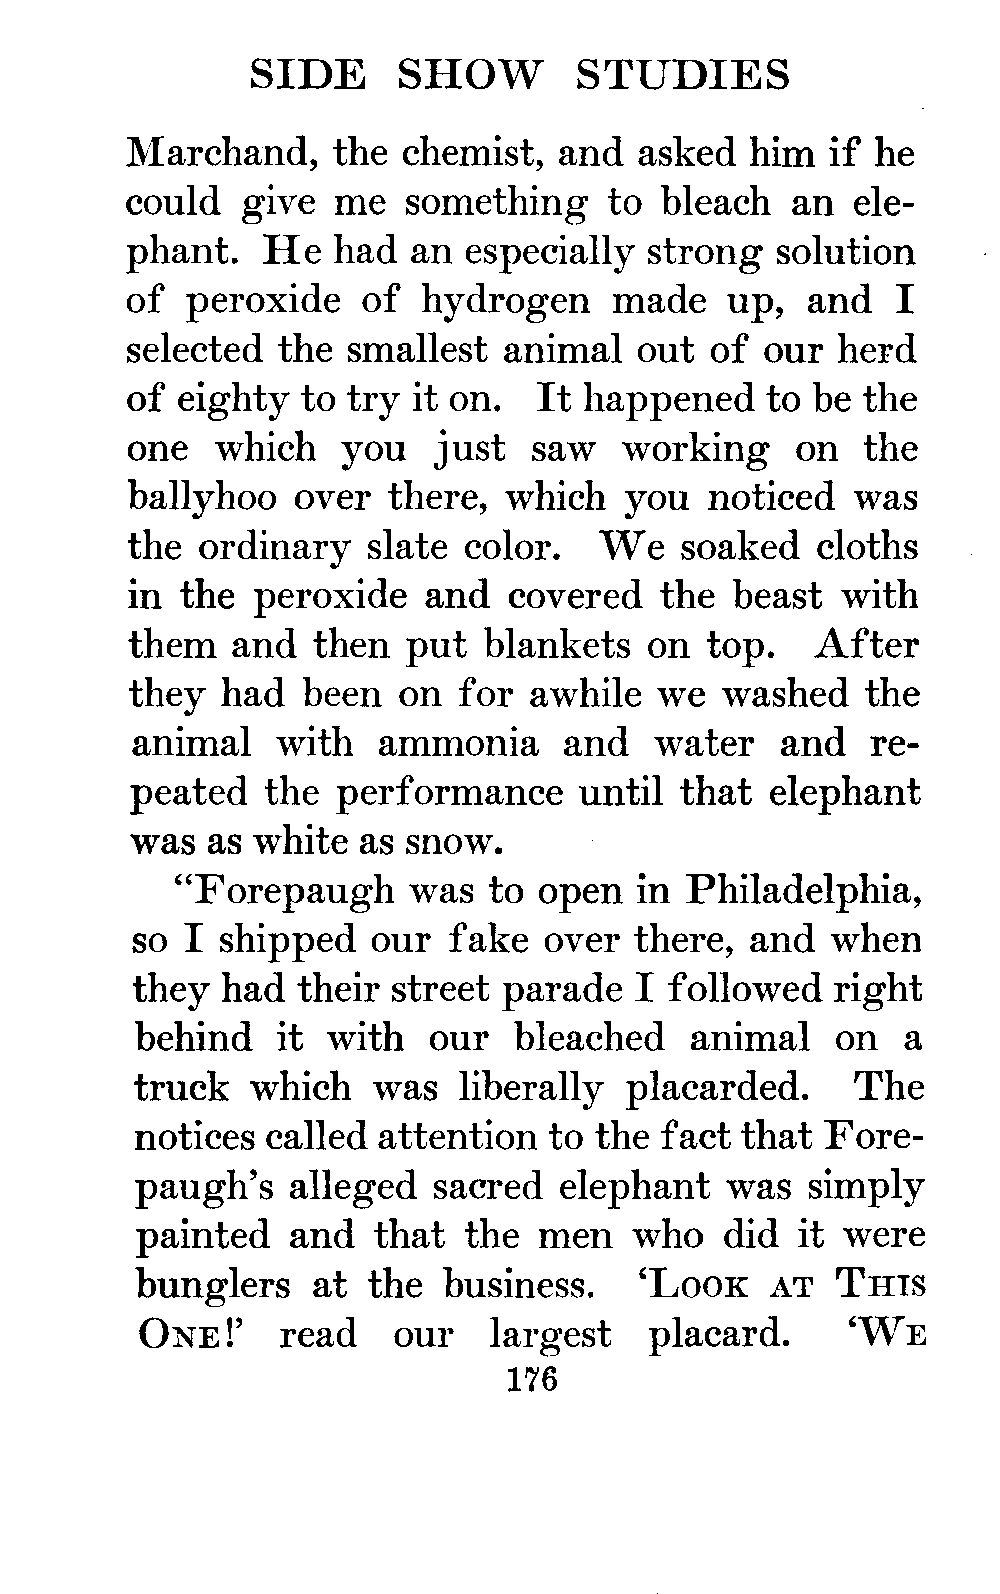 SIDE SHOW STUDIES
Marchand, the chemist, and asked him if he
could give me something to bleach an ele-
phant. He had an especially strong solution
of peroxide of hydrogen made up, and I
selected the smallest animal out of our herd
of eighty to try it on. It happened to be the
one which you just saw working on the
ballyhoo over there, which you noticed was
the ordinary slate color. We soaked cloths
in the peroxide and covered the beast with
them and then put blankets on top. After
they had been on for awhile we washed the
animal with ammonia and water and re-
peated the performance until that elephant
was as white as snow.
“Forepaugh was to open in Philadelphia,
so I shipped our fake over there, and when
they had their street parade I followed right
behind it with our bleached animal on a
truck which was liberally placarded. The
notices called attention to the fact that Fore-
paugh’s alleged sacred elephant was simply
painted and that the men who did it were
bunglers at the business. ‘LOOK AT THIS
ONE!’ read our largest placard. ‘WE
176